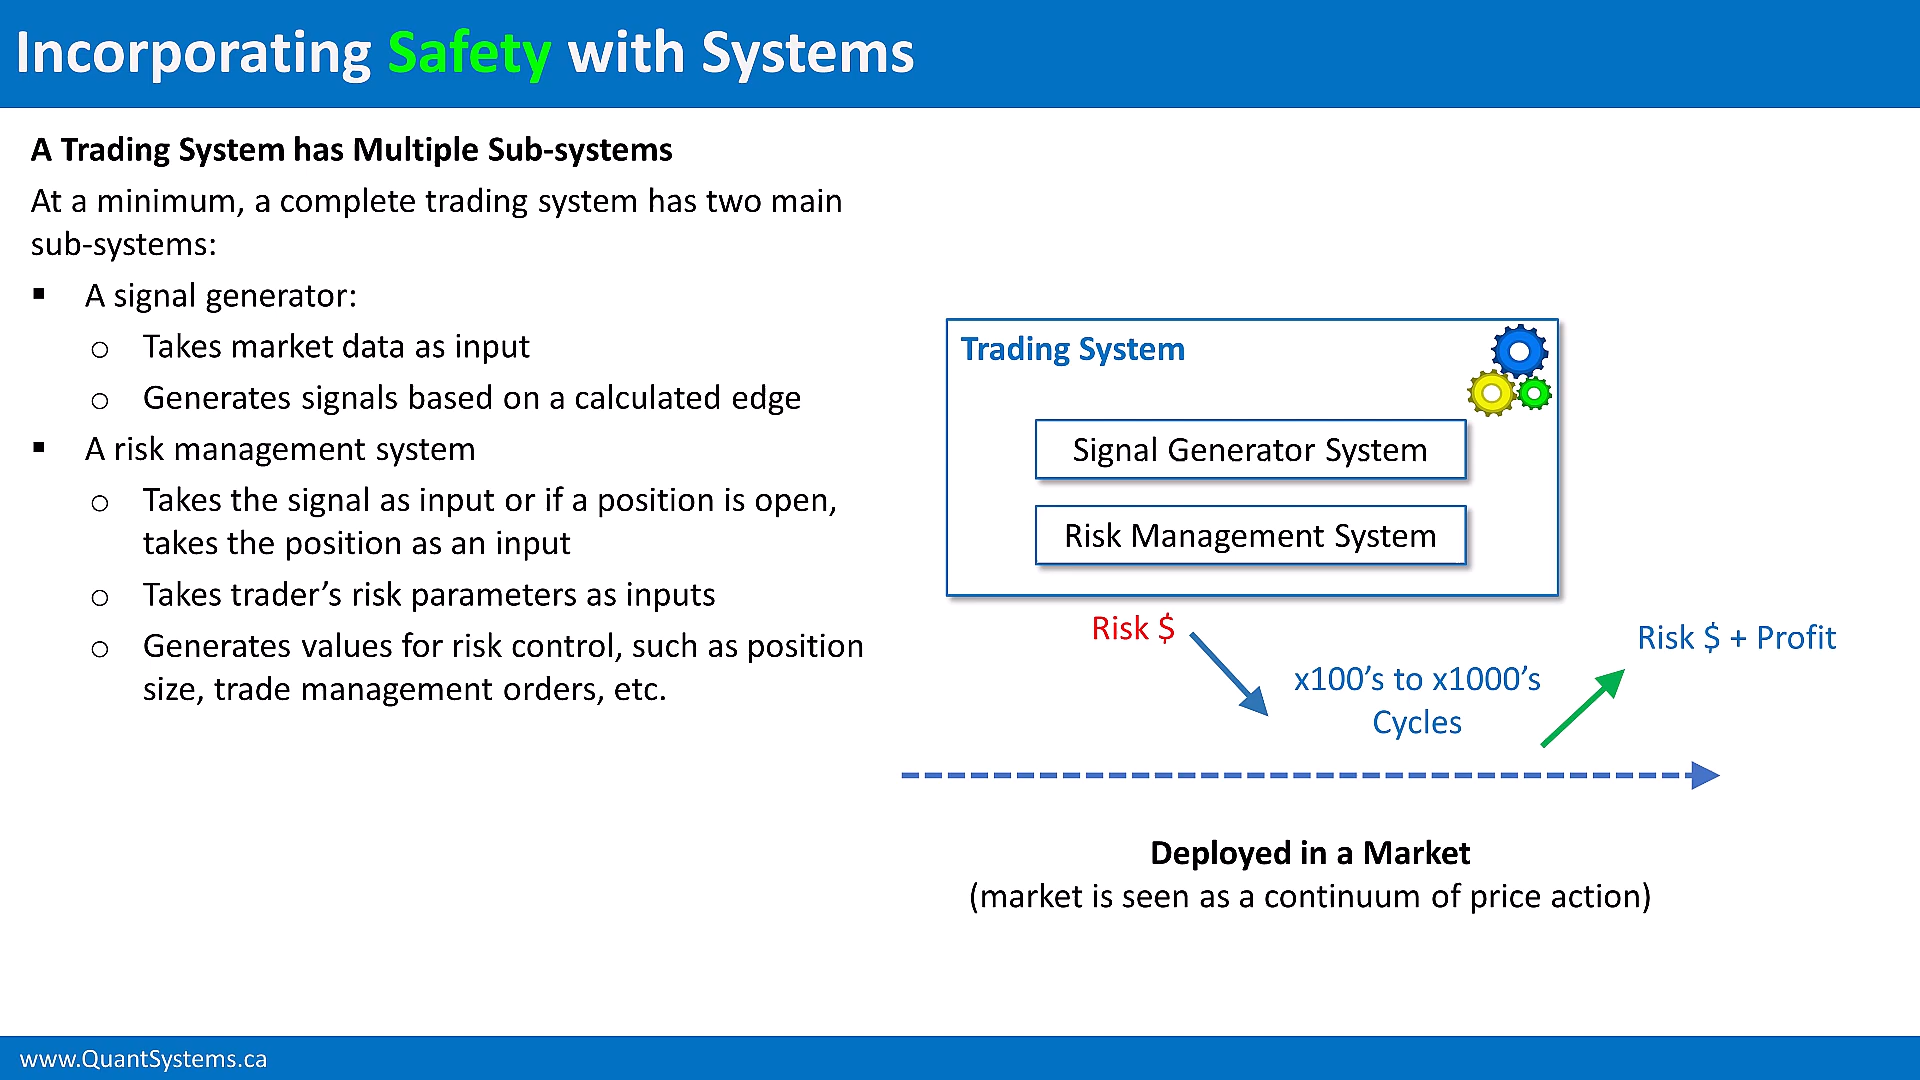 Incorporating Safety with Systems
A Trading System has Multiple Sub-systems
At a minimum, a complete trading system has two main
sub-systems:
▪ A signal generator:
o Takes market data as input
o Generates signals based on a calculated edge
▪ A risk management system
o Takes the signal as input or if a position is open,
takes the position as an input
o Takes trader’s risk parameters as inputs
o Generates values for risk control, such as position
size, trade management orders, etc.
Trading System
Signal Generator System
Risk Management System
Risk $
x100’s to x1000’s
Cycles
Risk $ + Profit
Deployed in a Market
(market is seen as a continuum of price action)
www.QuantSystems.ca